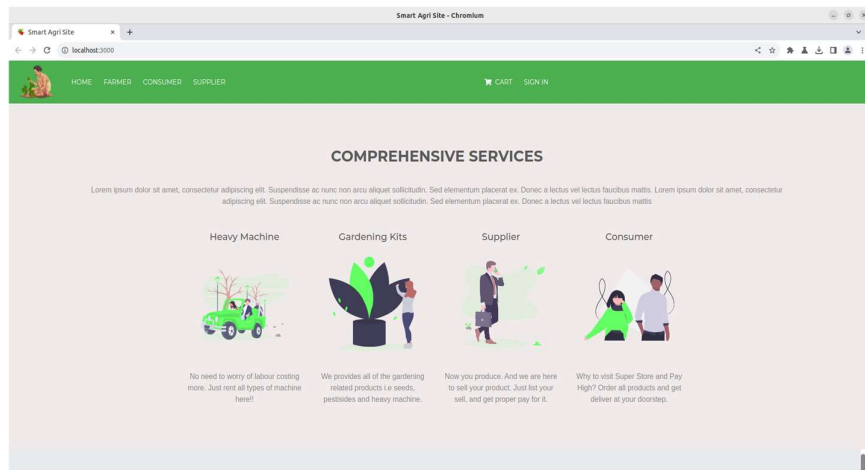 Smart Agri Site - Chromium
Smart Agri Site
localhost:3000
HOME FARMER CONSUMER SUPPLIER CART SIGN IN
COMPREHENSIVE SERVICES
Lorem ipsum dolor sit amet, consectetur adipiscing elit. Suspendisse ac nunc non arcu aliquet sollicitudin. Sed elementum placerat ex. Donec a lectus vel lectus faucibus mattis. Lorem ipsum dolor sit amet, consectetur
adipiscing elit. Suspendisse ac nunc non arcu aliquet sollicitudin. Sed elementum placerat ex. Donec a lectus vel lectus faucibus mattis
Heavy Machine
No need to worry of labour costing
more. Just rent all types of machine
here!!
Gardening Kits
We provides all of the gardening
related products i.e seeds,
pestisides and heavy machine.
Supplier
Now you produce. And we are here
to sell your product. Just list your
sell, and get proper pay for it.
Consumer
Why to visit Super Store and Pay
High? Order all products and get
deliver at your doorstep.